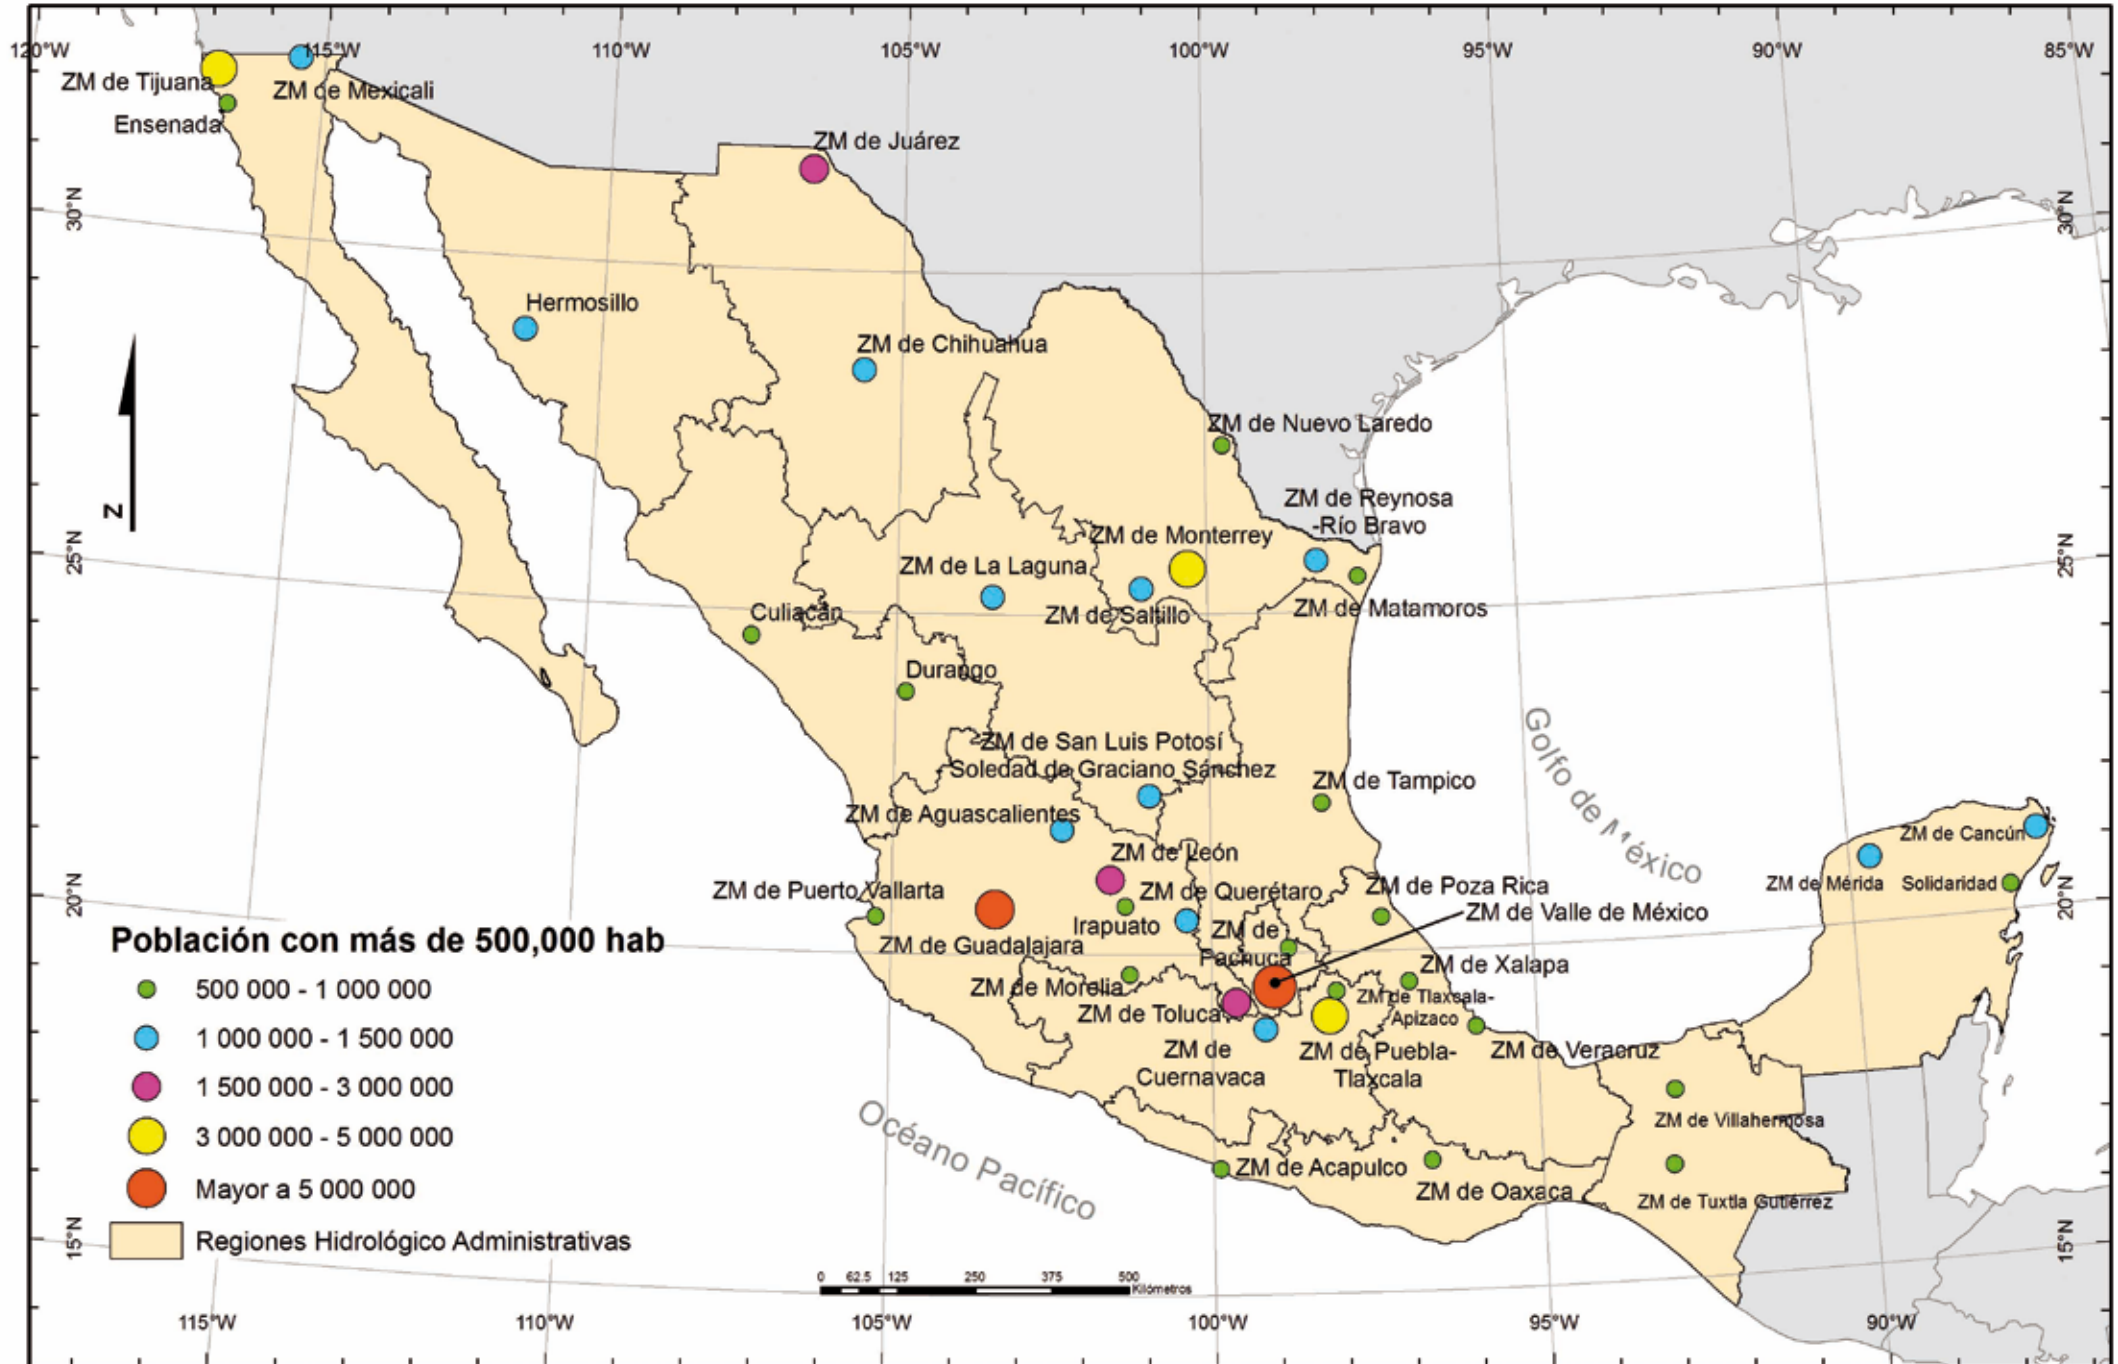 120°W
115°W
110°W
105°W
100°W
95°W
90°W
85°W
ZM de Tijuana
ZM de Mexicali
Ensenada
ZM de Juárez
30°N
30°N
Hermosillo
ZM de Chihuahua
ZM de Nuevo Laredo
N
ZM de Reynosa
-Río Bravo
ZM de Monterrey
25°N
25°N
ZM de La Laguna
ZM de Saltillo
ZM de Matamoros
Culiacán
Durango
ZM de San Luis Potosí
Soledad de Graciano Sánchez
ZM de Tampico
Golfo de México
ZM de Aguascalientes
ZM de Cancún
ZM de León
ZM de Mérida
Solidaridad
ZM de Puerto Vallarta
ZM de Querétaro
ZM de Poza Rica
20°N
20°N
Irapuato
ZM de Valle de México
ZM de
Pachuca
ZM de Guadalajara
ZM de Xalapa
ZM de Morelia
ZM de Tlaxcala-
Apizaco
ZM de Toluca
ZM de Veracruz
ZM de
Cuernavaca
ZM de Puebla-
Tlaxcala
ZM de Villahermosa
Océano Pacífico
ZM de Acapulco
ZM de Oaxaca
ZM de Tuxtla Gutiérrez
Población con más de 500,000 hab
500 000 - 1 000 000
1 000 000 - 1 500 000
1 500 000 - 3 000 000
3 000 000 - 5 000 000
Mayor a 5 000 000
Regiones Hidrológico Administrativas
15°N
15°N
0 62.5 125 250 375 500
Kilómetros
115°W
110°W
105°W
100°W
95°W
90°W